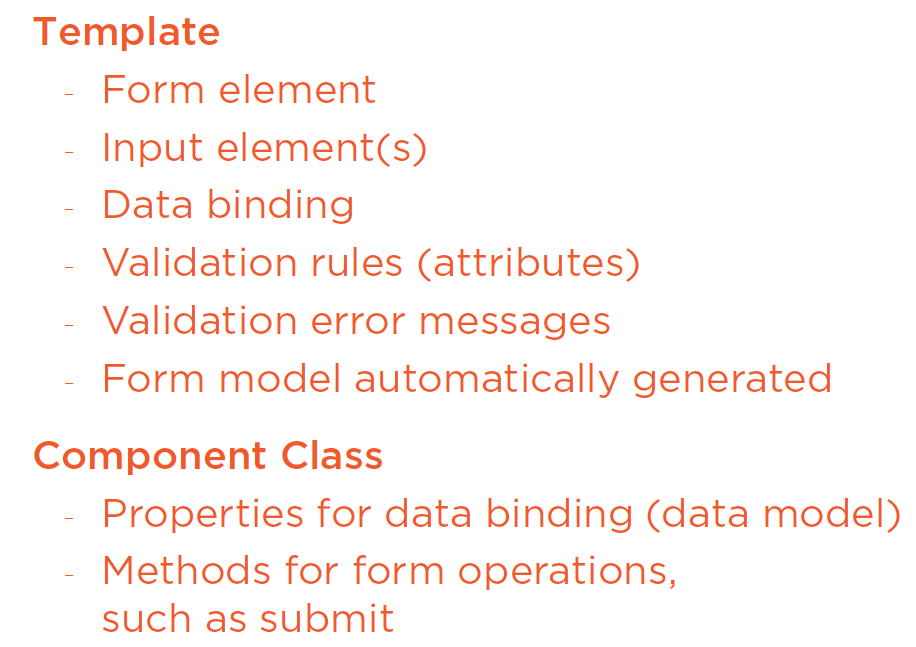 Template
- Form element
- Input element(s)
- Data binding
- Validation rules (attributes)
- Validation error messages
- Form model automatically generated
Component Class
- Properties for data binding (data model)
- Methods for form operations,
such as submit